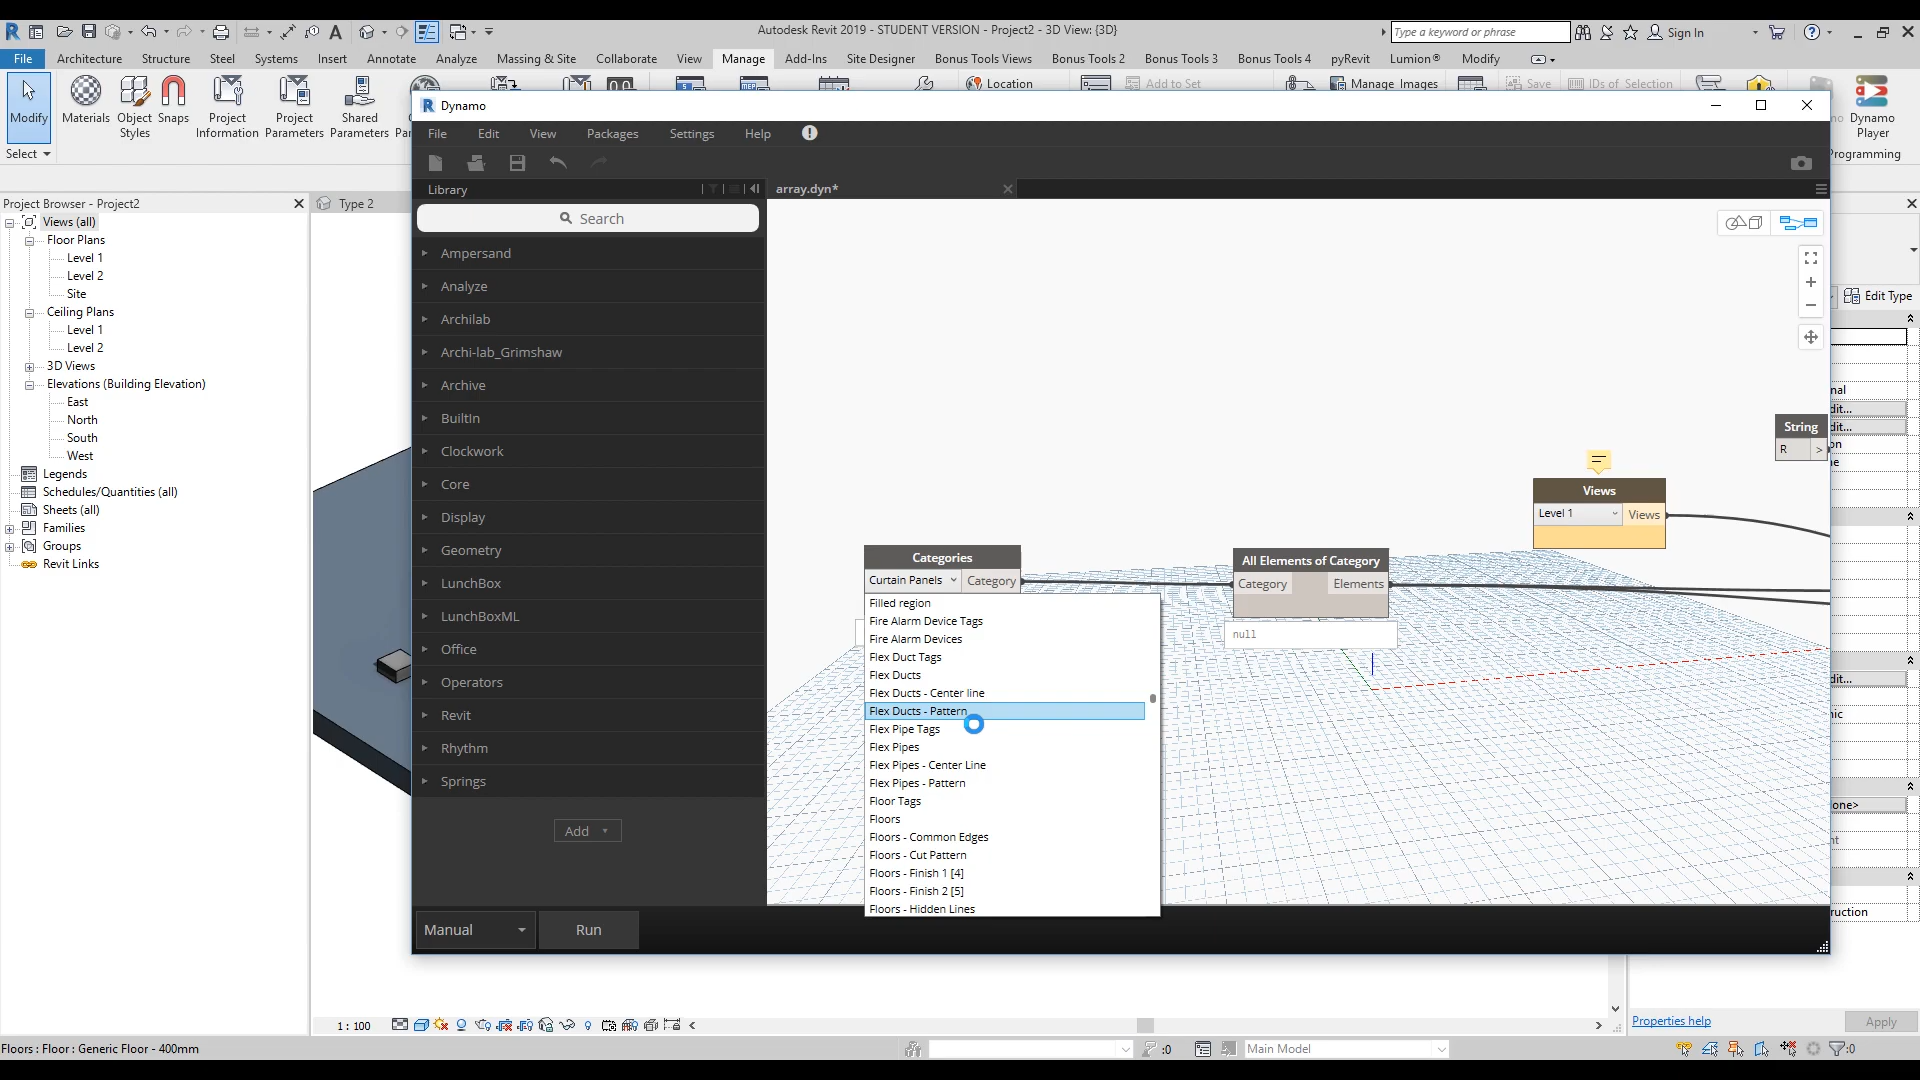 Autodesk Revit 2019 - STUDENT VERSION - Project2 - 3D View: {3D}
Type a keyword or phrase
Sign In
File Architecture Structure Steel Systems Insert Annotate Analyze Massing & Site Collaborate View Manage Add-Ins Site Designer Bonus Tools Views Bonus Tools 2 Bonus Tools 3 Bonus Tools 4 pyRevit Lumion® Modify
Location
Add to Set
Manage Images
Save
IDs of Selection
Modify
Materials
Object Styles
Snaps
Project Information
Project Parameters
Shared Parameters
Dynamo Player
Select
Programming
Dynamo
File Edit View Packages Settings Help
Library
array.dyn*
Search
Ampersand
Analyze
Archilab
Archi-lab_Grimshaw
Archive
BuiltIn
Clockwork
Core
Display
Geometry
LunchBox
LunchBoxML
Office
Operators
Revit
Rhythm
Springs
Add
Manual
Run
Project Browser - Project2
Type 2
Views (all)
Floor Plans
Level 1
Level 2
Site
Ceiling Plans
Level 1
Level 2
3D Views
Elevations (Building Elevation)
East
North
South
West
Legends
Schedules/Quantities (all)
Sheets (all)
Families
Groups
Revit Links
String
R >
Views
Level 1 Views
Categories
Curtain Panels Category
All Elements of Category
Category Elements
null
Filled region
Fire Alarm Device Tags
Fire Alarm Devices
Flex Duct Tags
Flex Ducts
Flex Ducts - Center line
Flex Ducts - Pattern
Flex Pipe Tags
Flex Pipes
Flex Pipes - Center Line
Flex Pipes - Pattern
Floor Tags
Floors
Floors - Common Edges
Floors - Cut Pattern
Floors - Finish 1 [4]
Floors - Finish 2 [5]
Floors - Hidden Lines
Edit Type
1 : 100
Properties help
Apply
Floors : Floor : Generic Floor - 400mm
:0
Main Model
:0